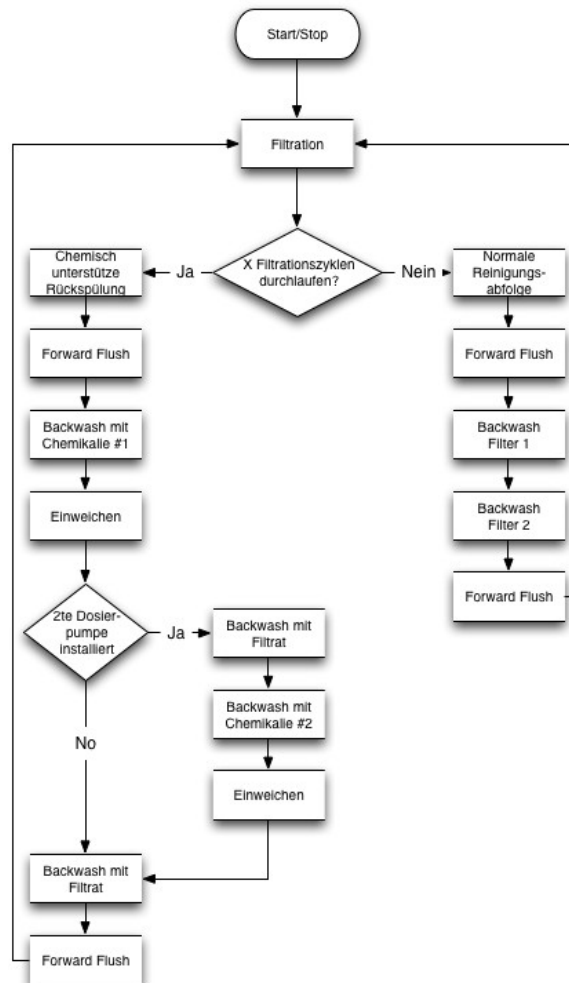 Start/Stop
Filtration
X Filtrationszyklen
durchlaufen?
Ja
Nein
Chemisch
unterstütze
Rückspülung
Forward Flush
Backwash mit
Chemikalie #1
Einweichen
2te Dosier-
pumpe
installiert
Ja
No
Backwash mit
Filtrat
Backwash mit
Chemikalie #2
Einweichen
Backwash mit
Filtrat
Forward Flush
Normale
Reinigungs-
abfolge
Forward Flush
Backwash
Filter 1
Backwash
Filter 2
Forward Flush